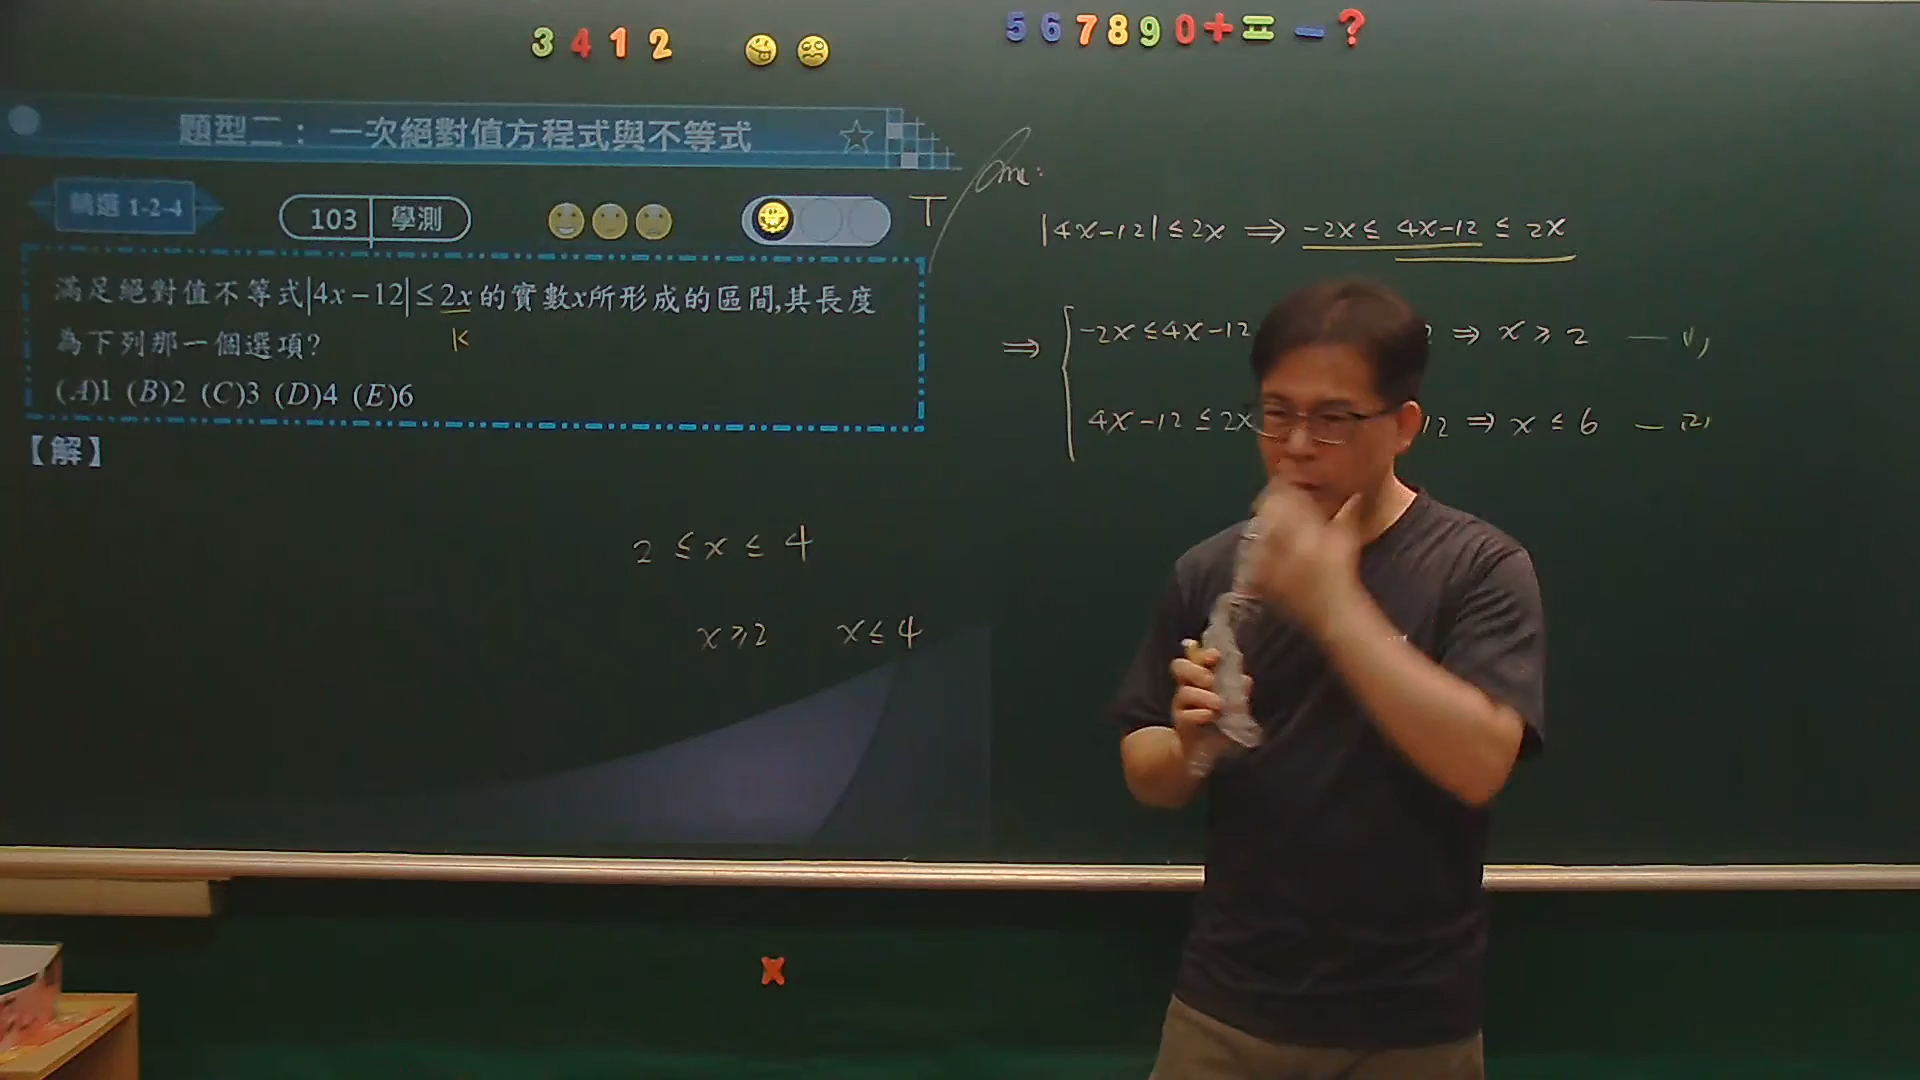 3 4 1 2
5 6 7 8 9 0 + = - ?
題型二： 一次絕對值方程式與不等式
精選 1-2-4
103 學測
T
滿足絕對值不等式|4x−12|≤2x的實數x所形成的區間,其長度
為下列那一個選項?
K
(A)1 (B)2 (C)3 (D)4 (E)6
【解】
2 ≤ x ≤ 4
x ≥ 2 x ≤ 4
|4x-12| ≤ 2x ⇒ -2x ≤ 4x-12 ≤ 2x
⇒ { -2x ≤ 4x-12 2 ⇒ x ≥ 2 — (1)
4x-12 ≤ 2x 12 ⇒ x ≤ 6 — (2)
x